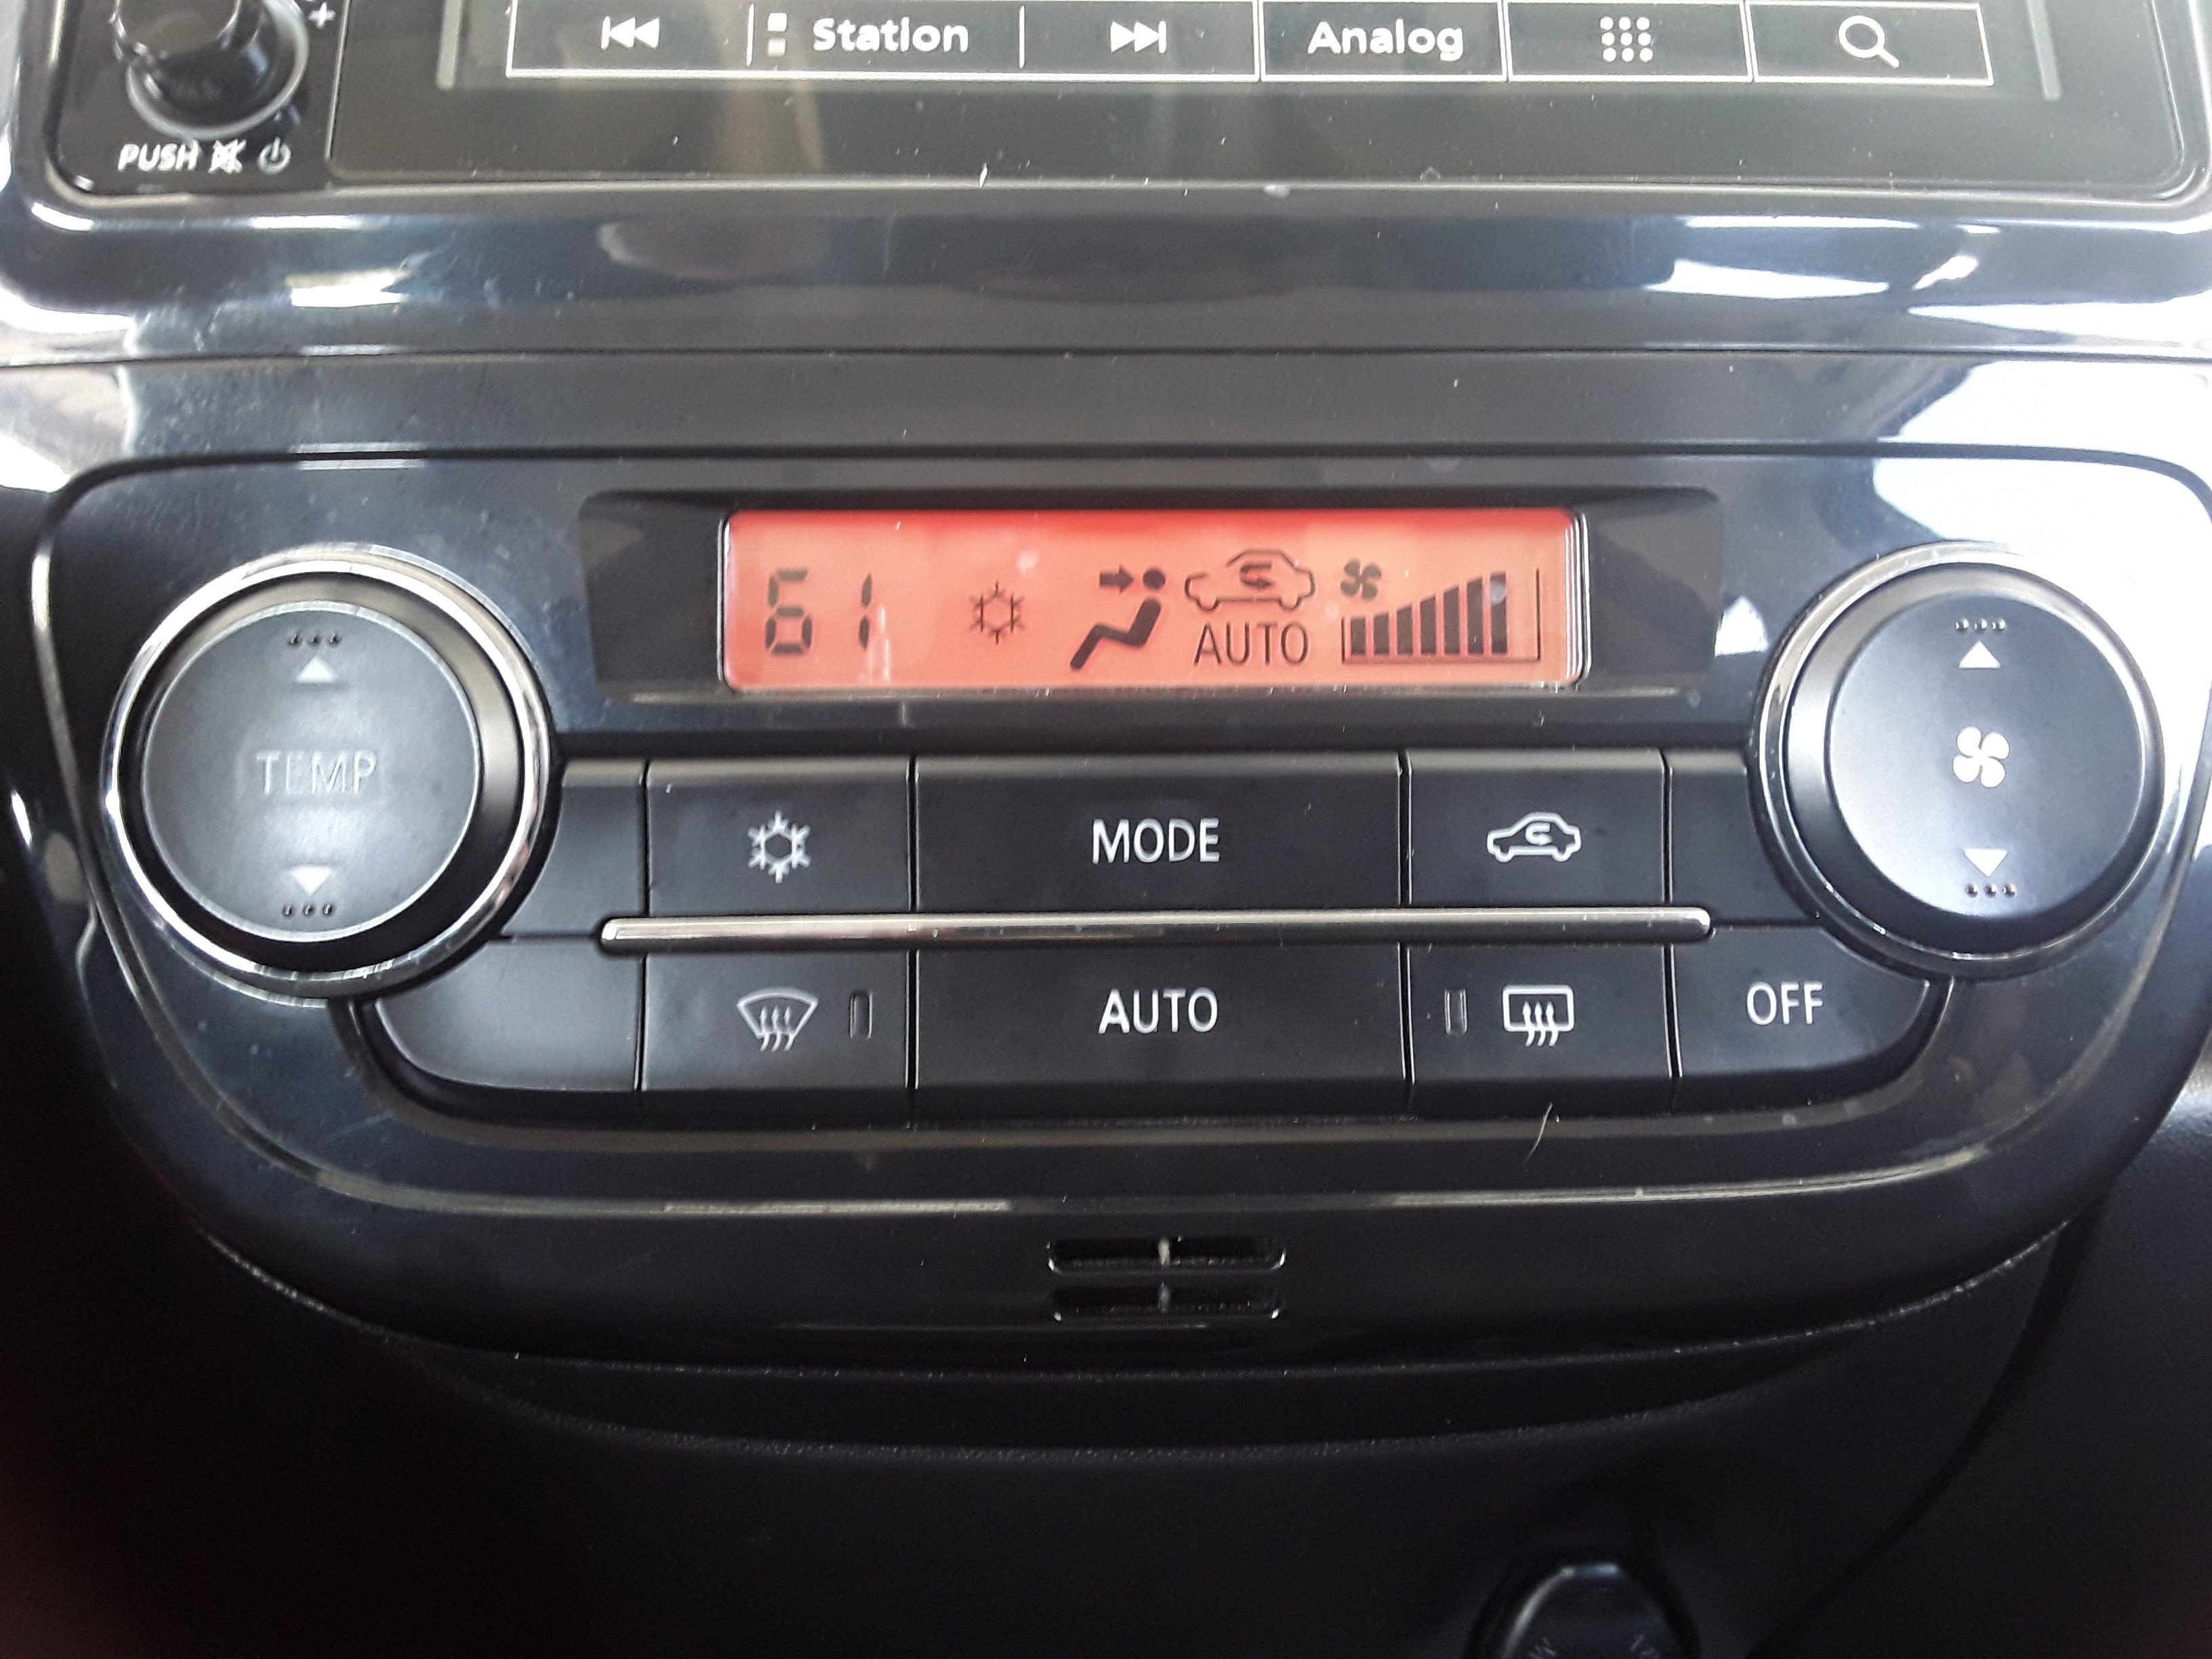 Station Analog
PUSH
61
AUTO
TEMP
MODE
AUTO
OFF